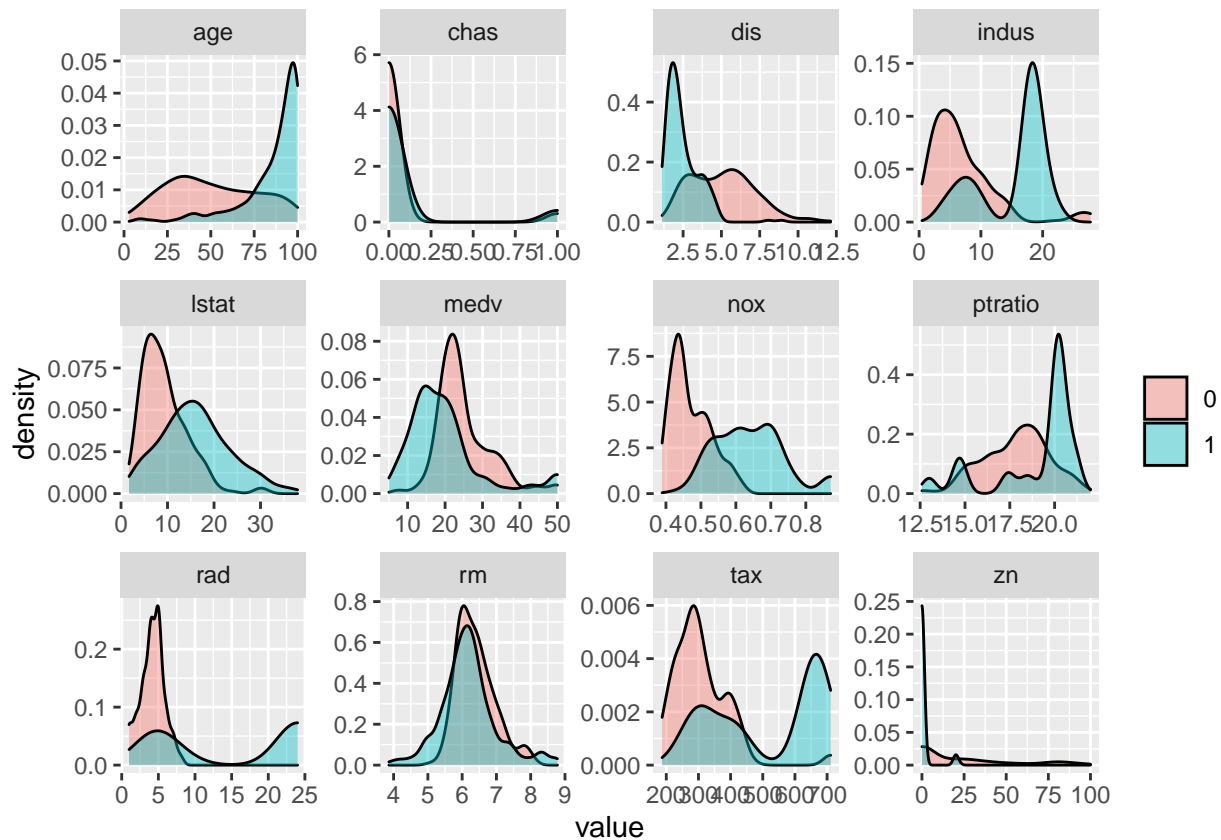 age chas dis indus
0.05 6 0.15
0.04 0.4
0.03 4 0.10
0.02 0.2 0.05
0.01 2
0.00 0 0.0 0.00
0 25 50 75 100 0.00 0.25 0.50 0.75 1.00 2.5 5.0 7.5 10.0 12.5 0 10 20
lstat medv nox ptratio
0.075 0.08 7.5 0.4
0.06
0.050 0.04 5.0 0.2
0.025 0.02 2.5
0.000 0.00 0.0 0.0
0 10 20 30 10 20 30 40 50 0.4 0.5 0.6 0.7 0.8 12.5 15.0 17.5 20.0
density
0
1
rad rm tax zn
0.8 0.006 0.25
0.2 0.6 0.20
0.004 0.15
0.1 0.4 0.10
0.2 0.002 0.05
0.0 0.0 0.000 0.00
0 5 10 15 20 25 4 5 6 7 8 9 200 300 400 500 600 700 0 25 50 75 100
value